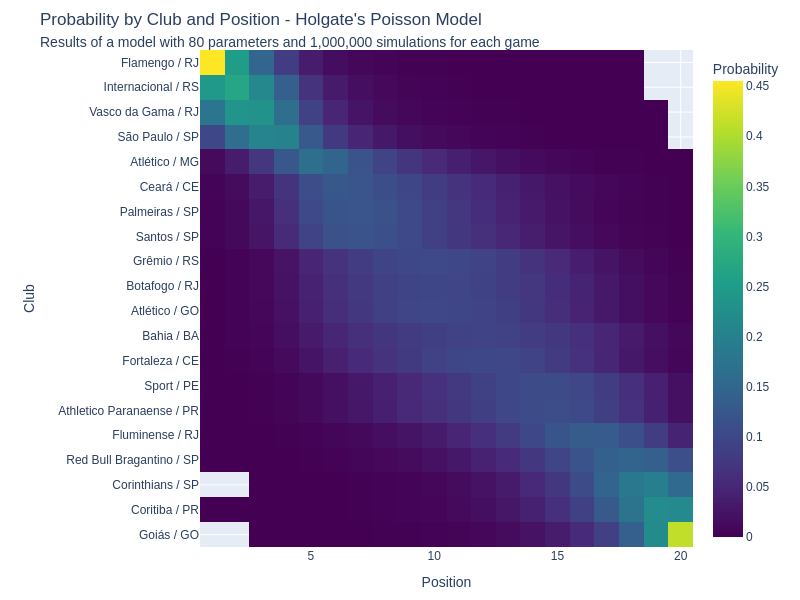 Probability by Club and Position - Holgate's Poisson Model
Results of a model with 80 parameters and 1,000,000 simulations for each game
Probability
Flamengo / RJ
Internacional / RS
Vasco da Gama / RJ
São Paulo / SP
Atlético / MG
Ceará / CE
Palmeiras / SP
Santos / SP
Grêmio / RS
Botafogo / RJ
Atlético / GO
Bahia / BA
Fortaleza / CE
Sport / PE
Athletico Paranaense / PR
Fluminense / RJ
Red Bull Bragantino / SP
Corinthians / SP
Coritiba / PR
Goiás / GO
Club
5
10
15
20
Position
0.45
0.4
0.35
0.3
0.25
0.2
0.15
0.1
0.05
0